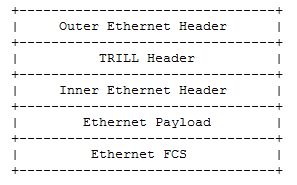 +---------------------------------+
|     Outer Ethernet Header       |
+---------------------------------+
|          TRILL Header           |
+---------------------------------+
|     Inner Ethernet Header       |
+---------------------------------+
|        Ethernet Payload         |
+---------------------------------+
|         Ethernet FCS            |
+---------------------------------+